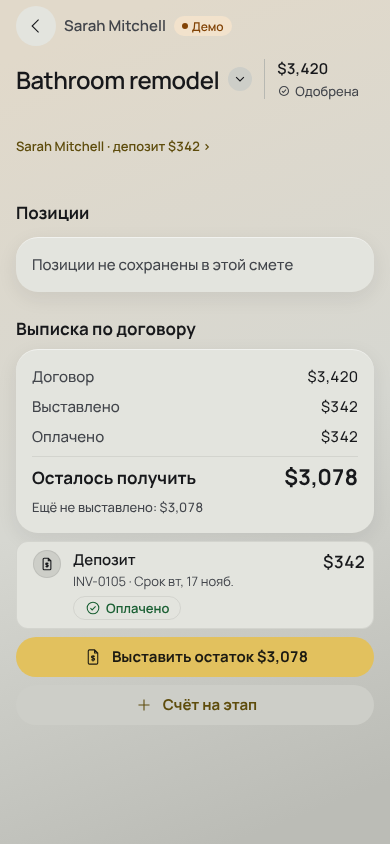 Sarah Mitchell
Демо
Bathroom remodel
$3,420
Одобрена
Sarah Mitchell · депозит $342 ›
Позиции
Позиции не сохранены в этой смете
Выписка по договору
Договор $3,420
Выставлено $342
Оплачено $342
Осталось получить $3,078
Ещё не выставлено: $3,078
Депозит $342
INV-0105 · Срок вт, 17 нояб.
Оплачено
Выставить остаток $3,078
Счёт на этап